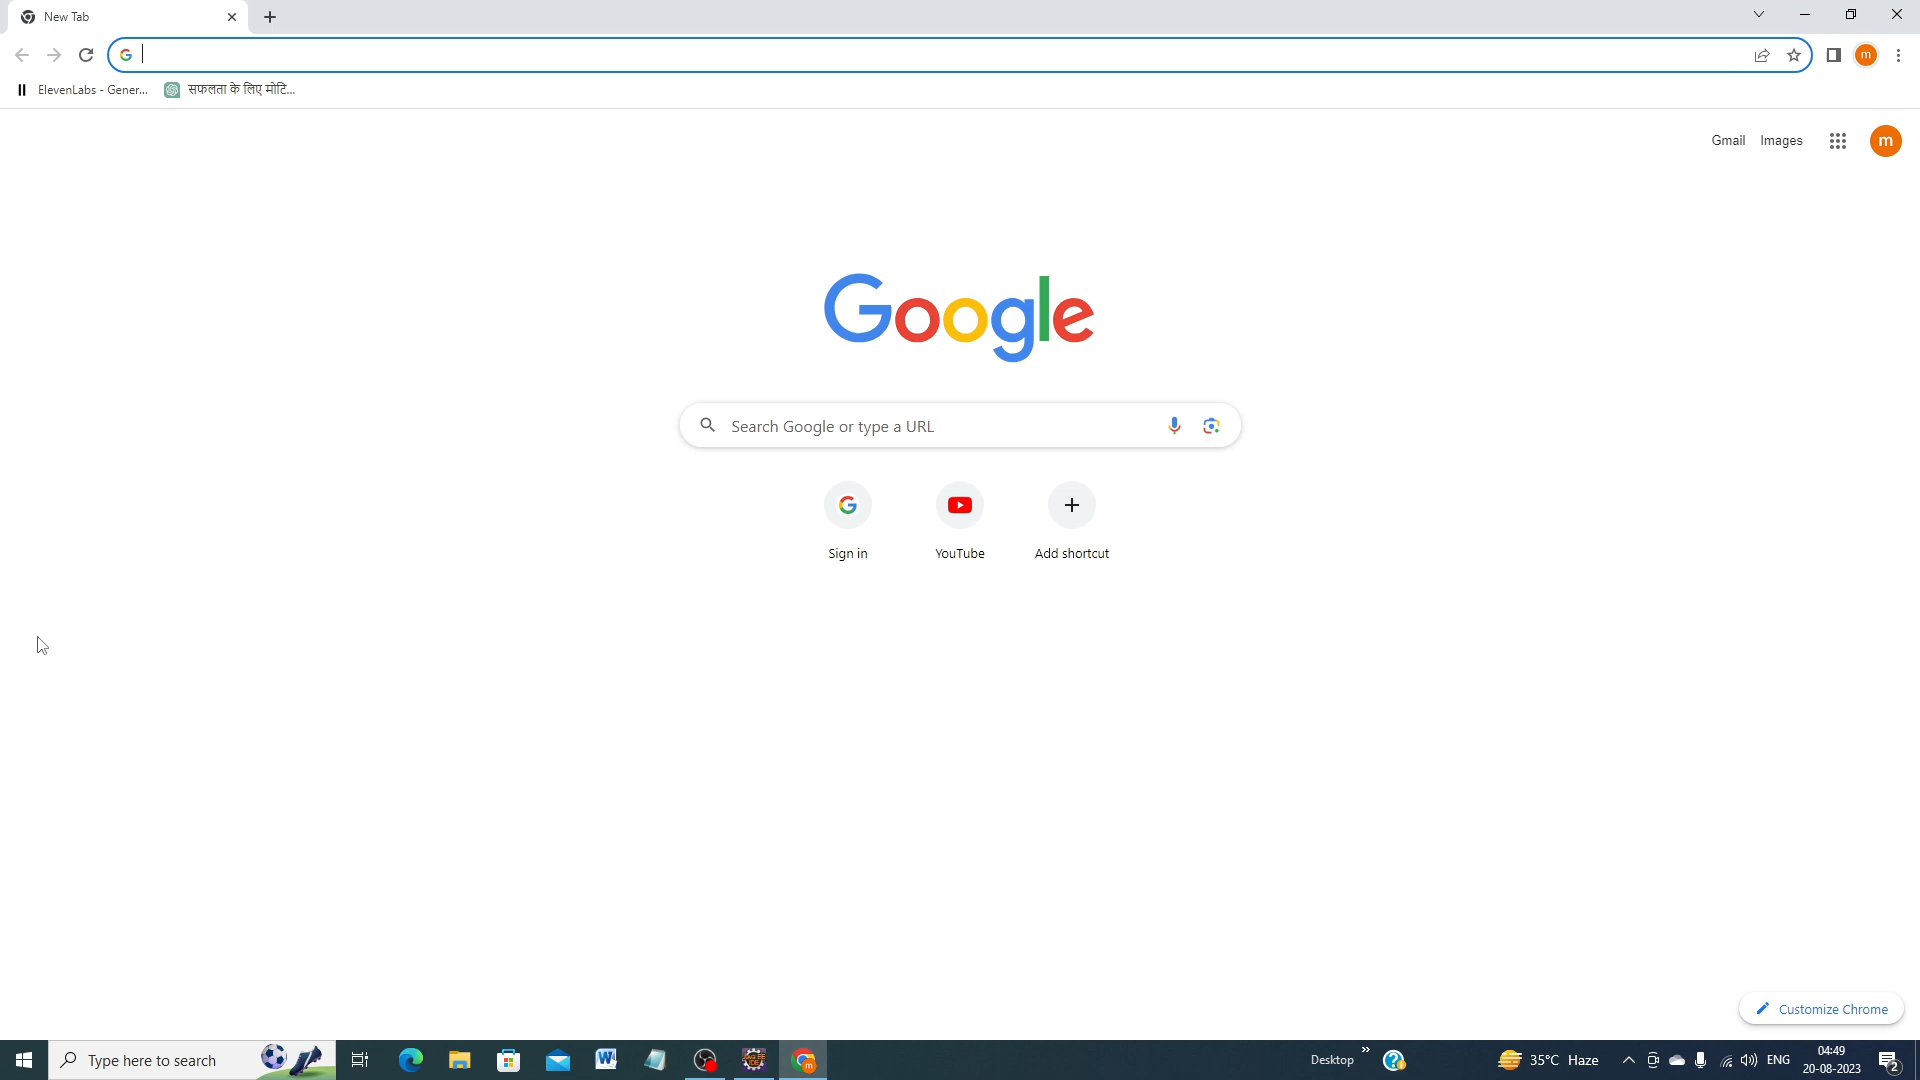 New Tab
ElevenLabs - Gener...
सफलता के लिए मोटि...
Gmail Images
m
m
Google
Search Google or type a URL
Sign in
YouTube
Add shortcut
Customize Chrome
Type here to search
Desktop
35°C Haze
ENG
04:49
20-08-2023
2